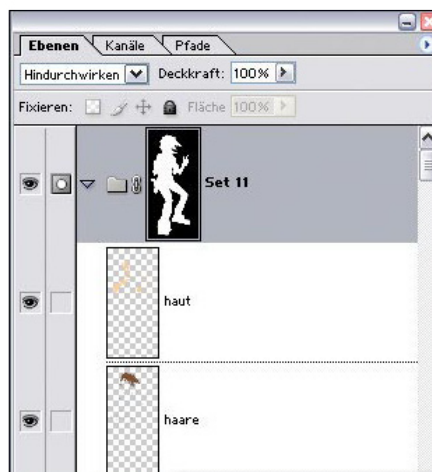 Ebenen Kanäle Pfade
Hindurchwirken Deckkraft: 100%
Fixieren: Fläche 100%
Set 11
haut
haare